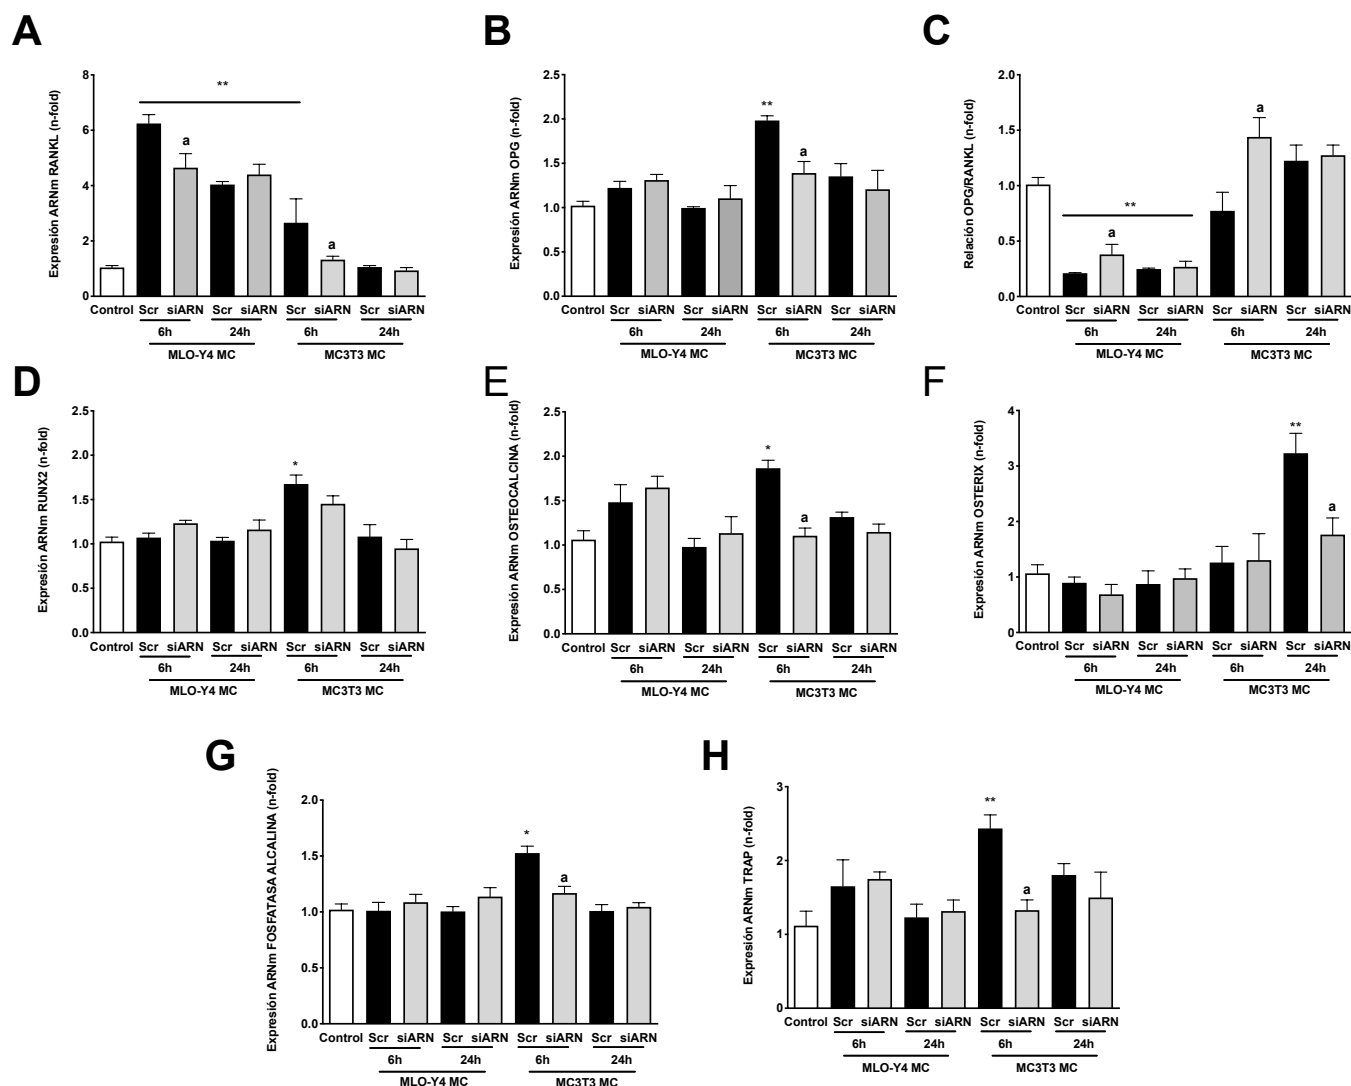 A
Expresión ARNm RANKL (n-fold)
8
6
4
2
0
**
a
a
Control Scr siARN Scr siARN Scr siARN Scr siARN
6h 24h 6h 24h
MLO-Y4 MC MC3T3 MC
B
Expresión ARNm OPG (n-fold)
2.5
2.0
1.5
1.0
0.5
0.0
**
a
Control Scr siARN Scr siARN Scr siARN Scr siARN
6h 24h 6h 24h
MLO-Y4 MC MC3T3 MC
C
Relación OPG/RANKL (n-fold)
2.0
1.5
1.0
0.5
0.0
a
**
a
Control Scr siARN Scr siARN Scr siARN Scr siARN
6h 24h 6h 24h
MLO-Y4 MC MC3T3 MC
D
Expresión ARNm RUNX2 (n-fold)
2.5
2.0
1.5
1.0
0.5
0.0
*
Control Scr siARN Scr siARN Scr siARN Scr siARN
6h 24h 6h 24h
MLO-Y4 MC MC3T3 MC
E
Expresión ARNm OSTEOCALCINA (n-fold)
2.5
2.0
1.5
1.0
0.5
0.0
*
a
Control Scr siARN Scr siARN Scr siARN Scr siARN
6h 24h 6h 24h
MLO-Y4 MC MC3T3 MC
F
Expresión ARNm OSTERIX (n-fold)
4
3
2
1
0
**
a
Control Scr siARN Scr siARN Scr siARN Scr siARN
6h 24h 6h 24h
MLO-Y4 MC MC3T3 MC
G
Expresión ARNm FOSFATASA ALCALINA (n-fold)
2.0
1.5
1.0
0.5
0.0
*
a
Control Scr siARN Scr siARN Scr siARN Scr siARN
6h 24h 6h 24h
MLO-Y4 MC MC3T3 MC
H
Expresión ARNm TRAP (n-fold)
3
2
1
0
**
a
Control Scr siARN Scr siARN Scr siARN Scr siARN
6h 24h 6h 24h
MLO-Y4 MC MC3T3 MC